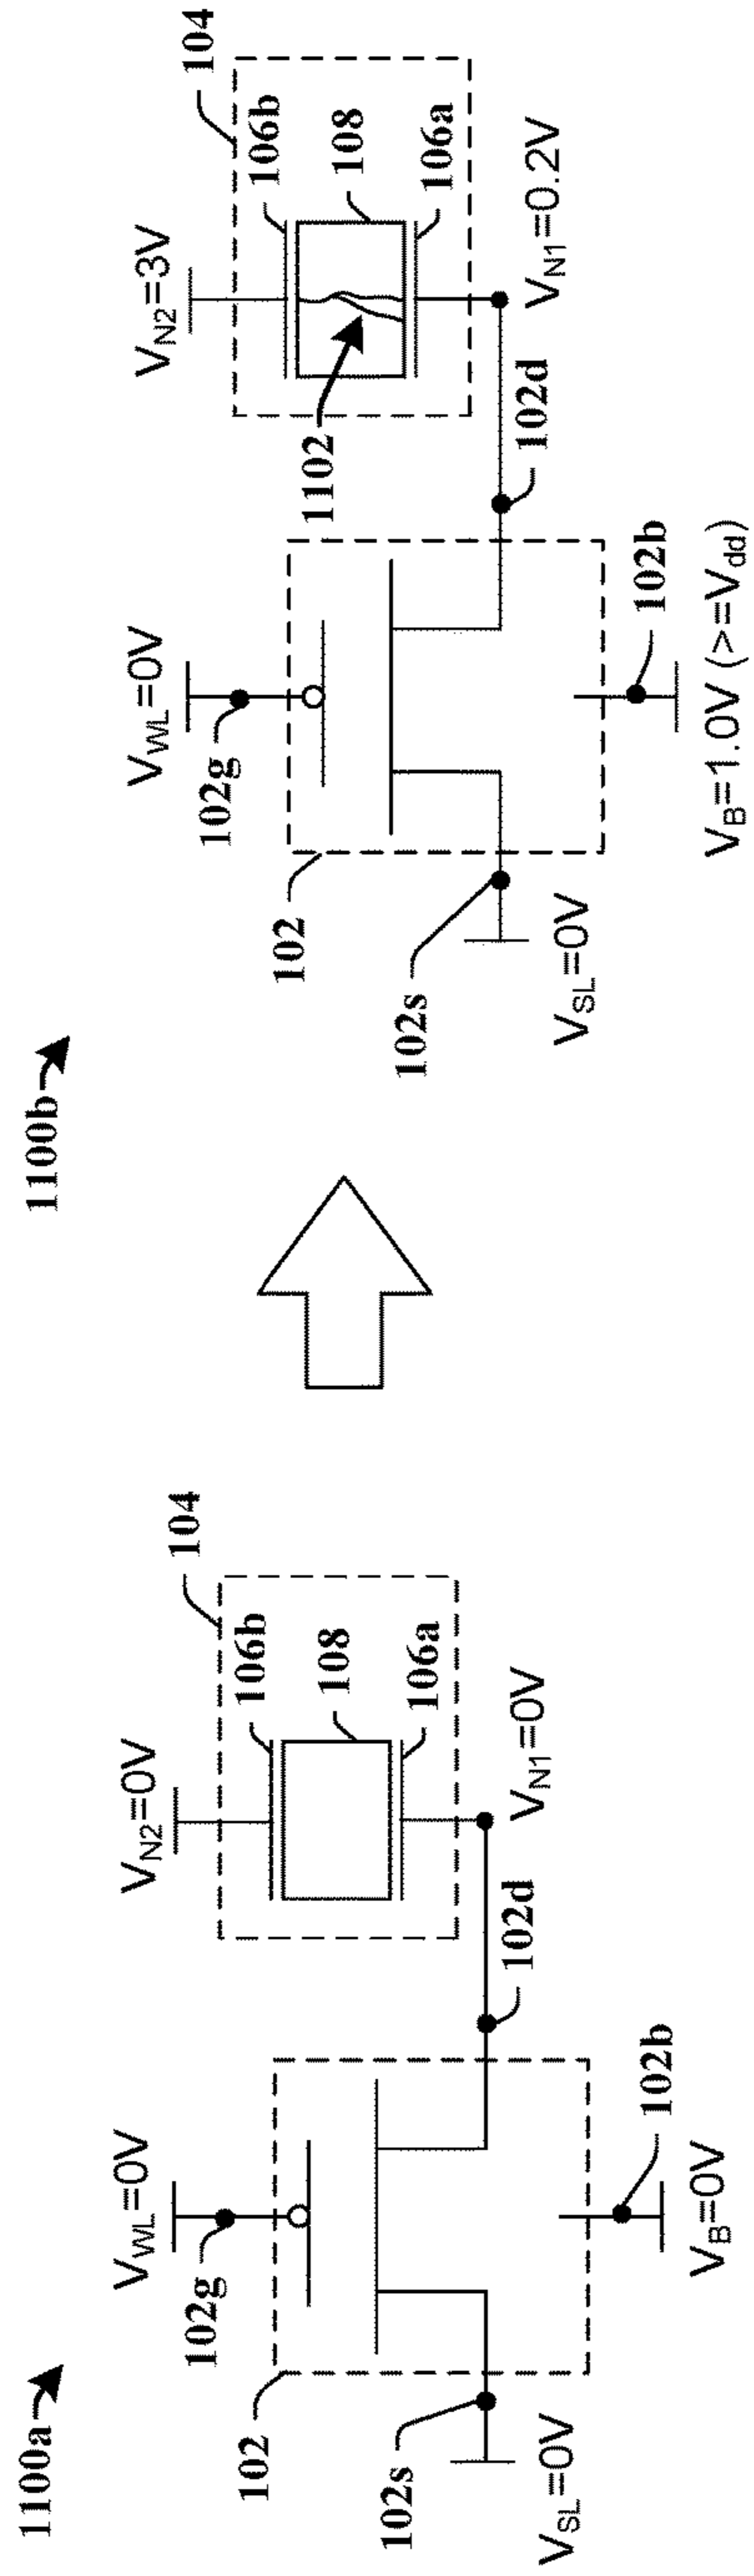 1100a
V_WL=0V
102g
102
102s
V_SL=0V
V_B=0V
102b
102d
V_N2=0V
104
106b
108
106a
V_N1=0V
1100b
V_WL=0V
102g
102
102s
V_SL=0V
V_B=1.0V (>=V_dd)
102b
102d
V_N2=3V
104
106b
108
106a
1102
V_N1=0.2V